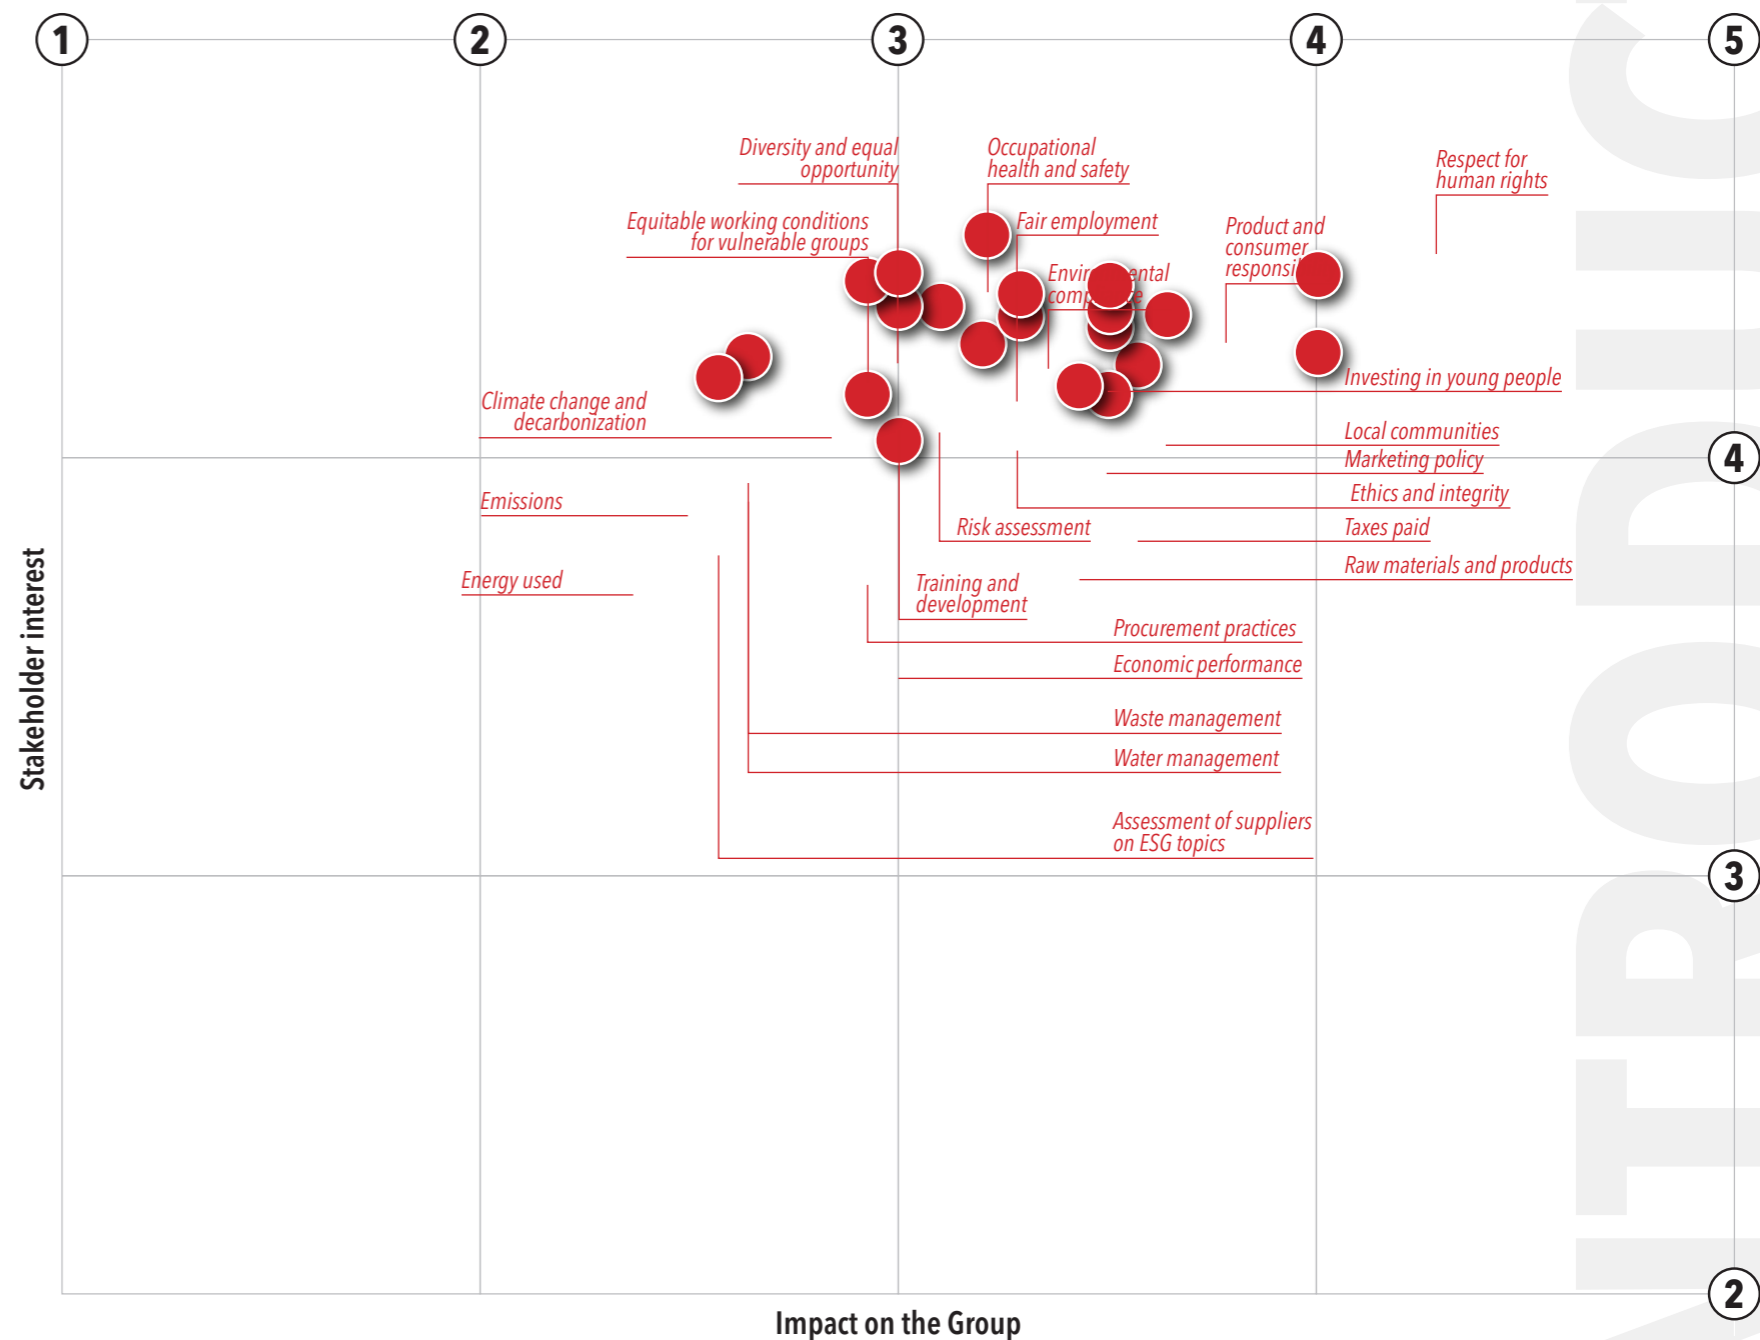 1
2
3
4
5
Diversity and equal
opportunity
Occupational
health and safety
Respect for
human rights
Equitable working conditions
for vulnerable groups
Fair employment
Product and
consumer
Investing in young people
Climate change and
decarbonization
Local communities
Marketing policy
4
Emissions
Ethics and integrity
Risk assessment
Taxes paid
Energy used
Raw materials and products
Training and
development
Procurement practices
Economic performance
Waste management
Water management
Assessment of suppliers
on ESG topics
3
2
Stakeholder interest
Impact on the Group